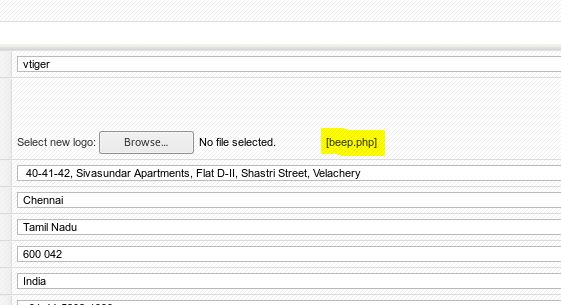 vtiger
Select new logo: Browse... No file selected. [beep.php]
40-41-42, Sivasundar Apartments, Flat D-II, Shastri Street, Velachery
Chennai
Tamil Nadu
600 042
India